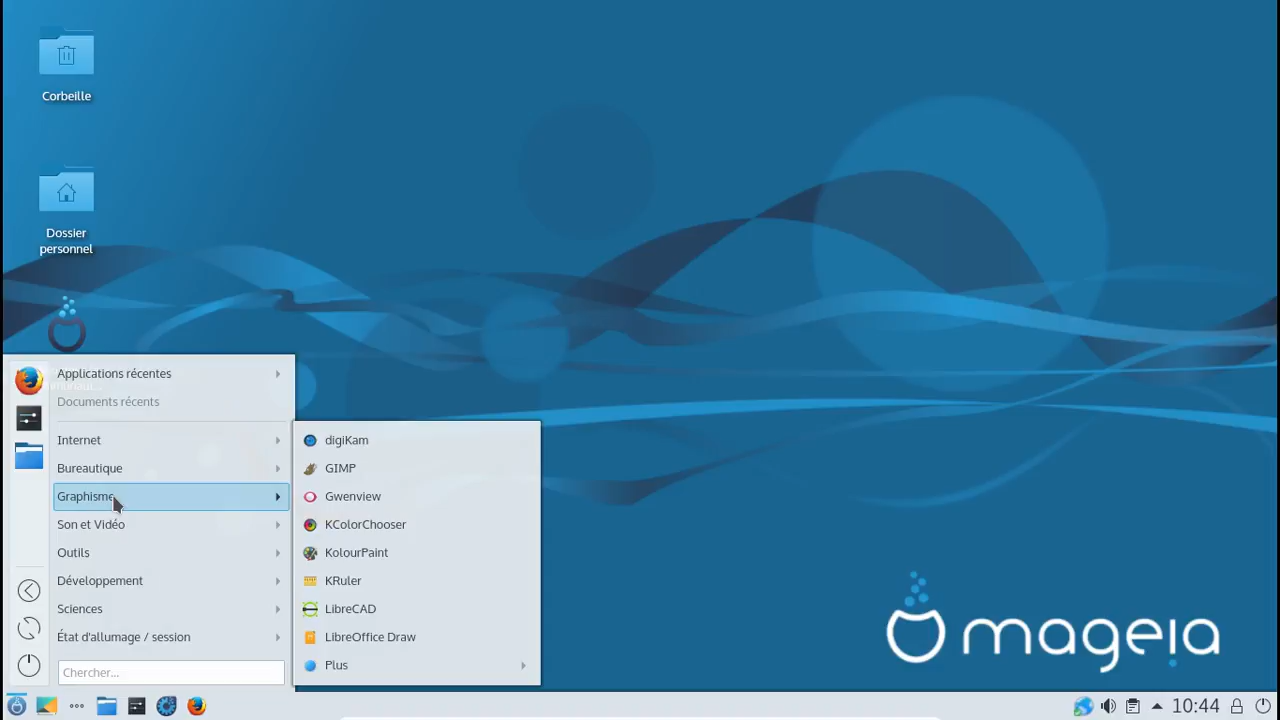 Corbeille
Dossier
personnel
Applications récentes
Documents récents
Internet
Bureautique
Graphisme
Son et Vidéo
Outils
Développement
Sciences
État d'allumage / session
Chercher...
digiKam
GIMP
Gwenview
KColorChooser
KolourPaint
KRuler
LibreCAD
LibreOffice Draw
Plus
mageia
10:44